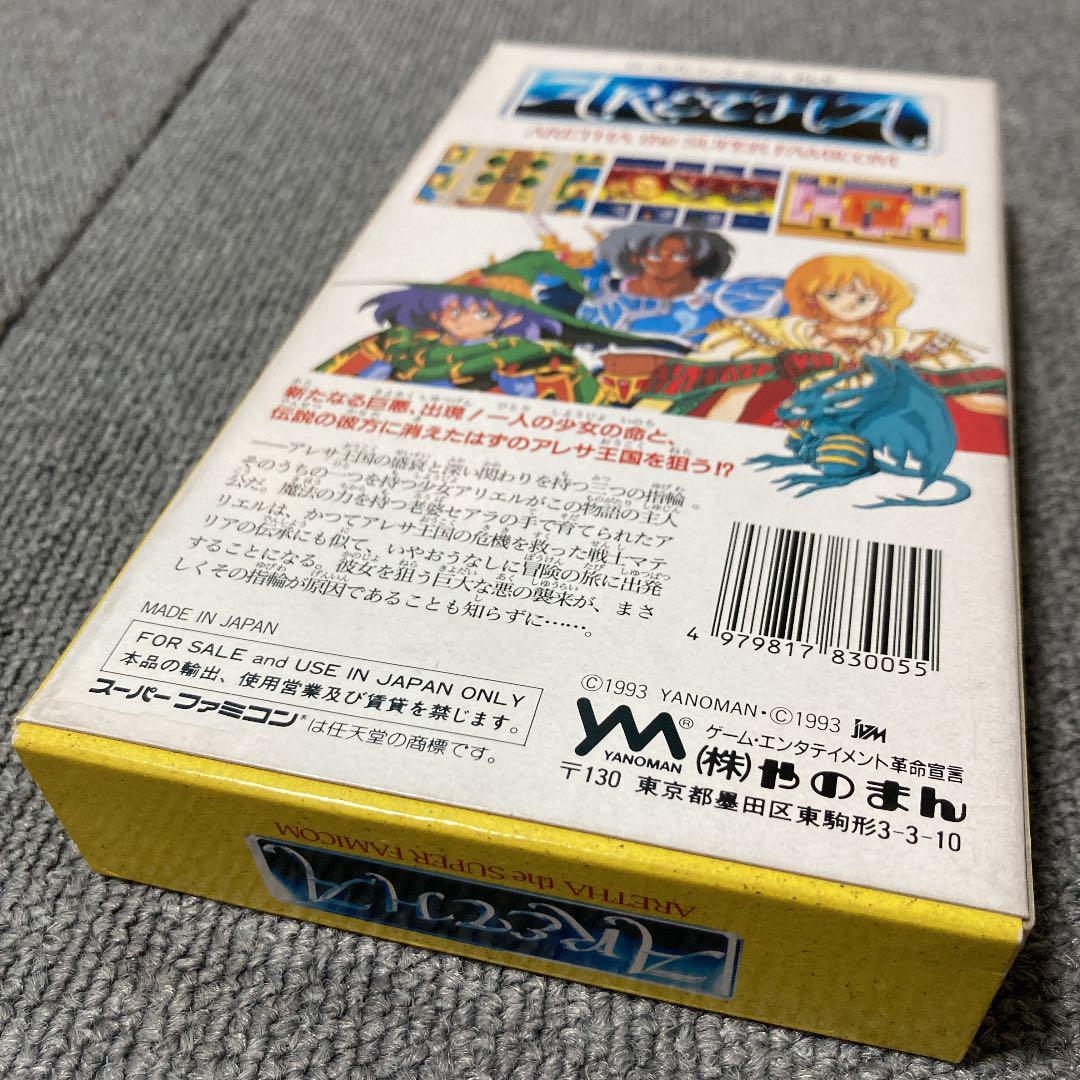 ARETHA
ARETHA the SUPER FAMICOM
新たなる巨悪、出現！一人の少女の命と、
伝説の彼方に消えたはずのアレサ王国を狙う!?
──アレサ王国の盛衰と深い関わりを持つ三つの指輪。
そのうちの一つを持つ少女アリエルがこの物語の主人
公だ。魔法の力を持つ老婆セアラの手で育てられたア
リエルは、かつてアレサ王国の危機を救った戦士マテ
リアの伝承にも似て、いやおうなしに冒険の旅に出発
することになる。彼女を狙う巨大な悪の襲来が、まさ
しくその指輪が原因であることも知らずに……。
4 979817 830055
MADE IN JAPAN
FOR SALE and USE IN JAPAN ONLY
本品の輸出、使用営業及び賃貸を禁じます。
スーパーファミコン®は任天堂の商標です。
©1993 YANOMAN・©1993 JVM
YM®
YANOMAN
ゲーム・エンタテイメント革命宣言
(株)やのまん
〒130 東京都墨田区東駒形3-3-10
ARETHA the SUPER FAMICOM
ARETHA